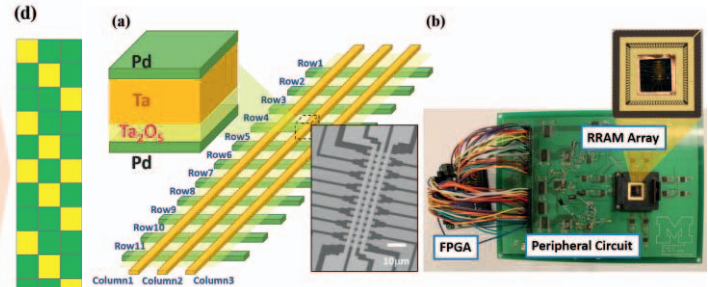 (d)
(a)
Pd
Ta
Ta2O5
Pd
Row1
Row2
Row3
Row4
Row5
Row6
Row7
Row8
Row9
Row10
Row11
Column1 Column2 Column3
10μm
(b)
RRAM Array
FPGA
Peripheral Circuit
M